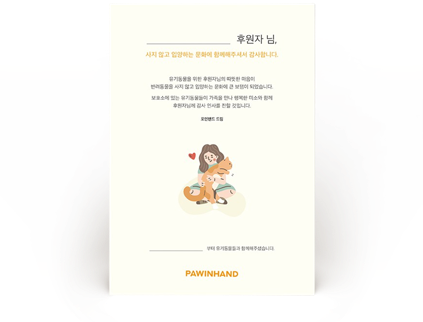 후원자 님,
사지 않고 입양하는 문화에 함께해주셔서 감사합니다.
유기동물을 위한 후원자님의 따뜻한 마음이
반려동물을 사지 않고 입양하는 문화에 큰 보탬이 되었습니다.
보호소에 있는 유기동물들이 가족을 만나 행복한 미소와 함께
후원자님께 감사 인사를 전할 것입니다.
포인핸드 드림
부터 유기동물들과 함께해주셨습니다.
PAWINHAND